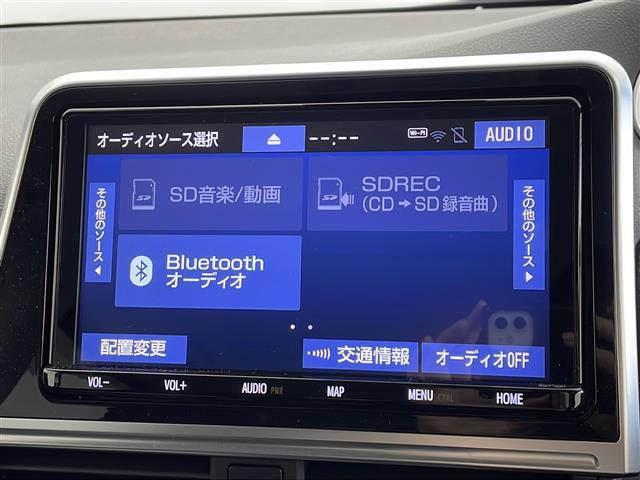 オーディオソース選択
--:--
Wi-Fi
AUDIO
その他のソース
SD音楽/動画
SD
SDREC
(CD→SD 録音曲)
SD
その他のソース
Bluetooth
オーディオ
配置変更
交通情報
オーディオOFF
VOL-
VOL+
AUDIO PWR
MAP
MENU CTRL
HOME